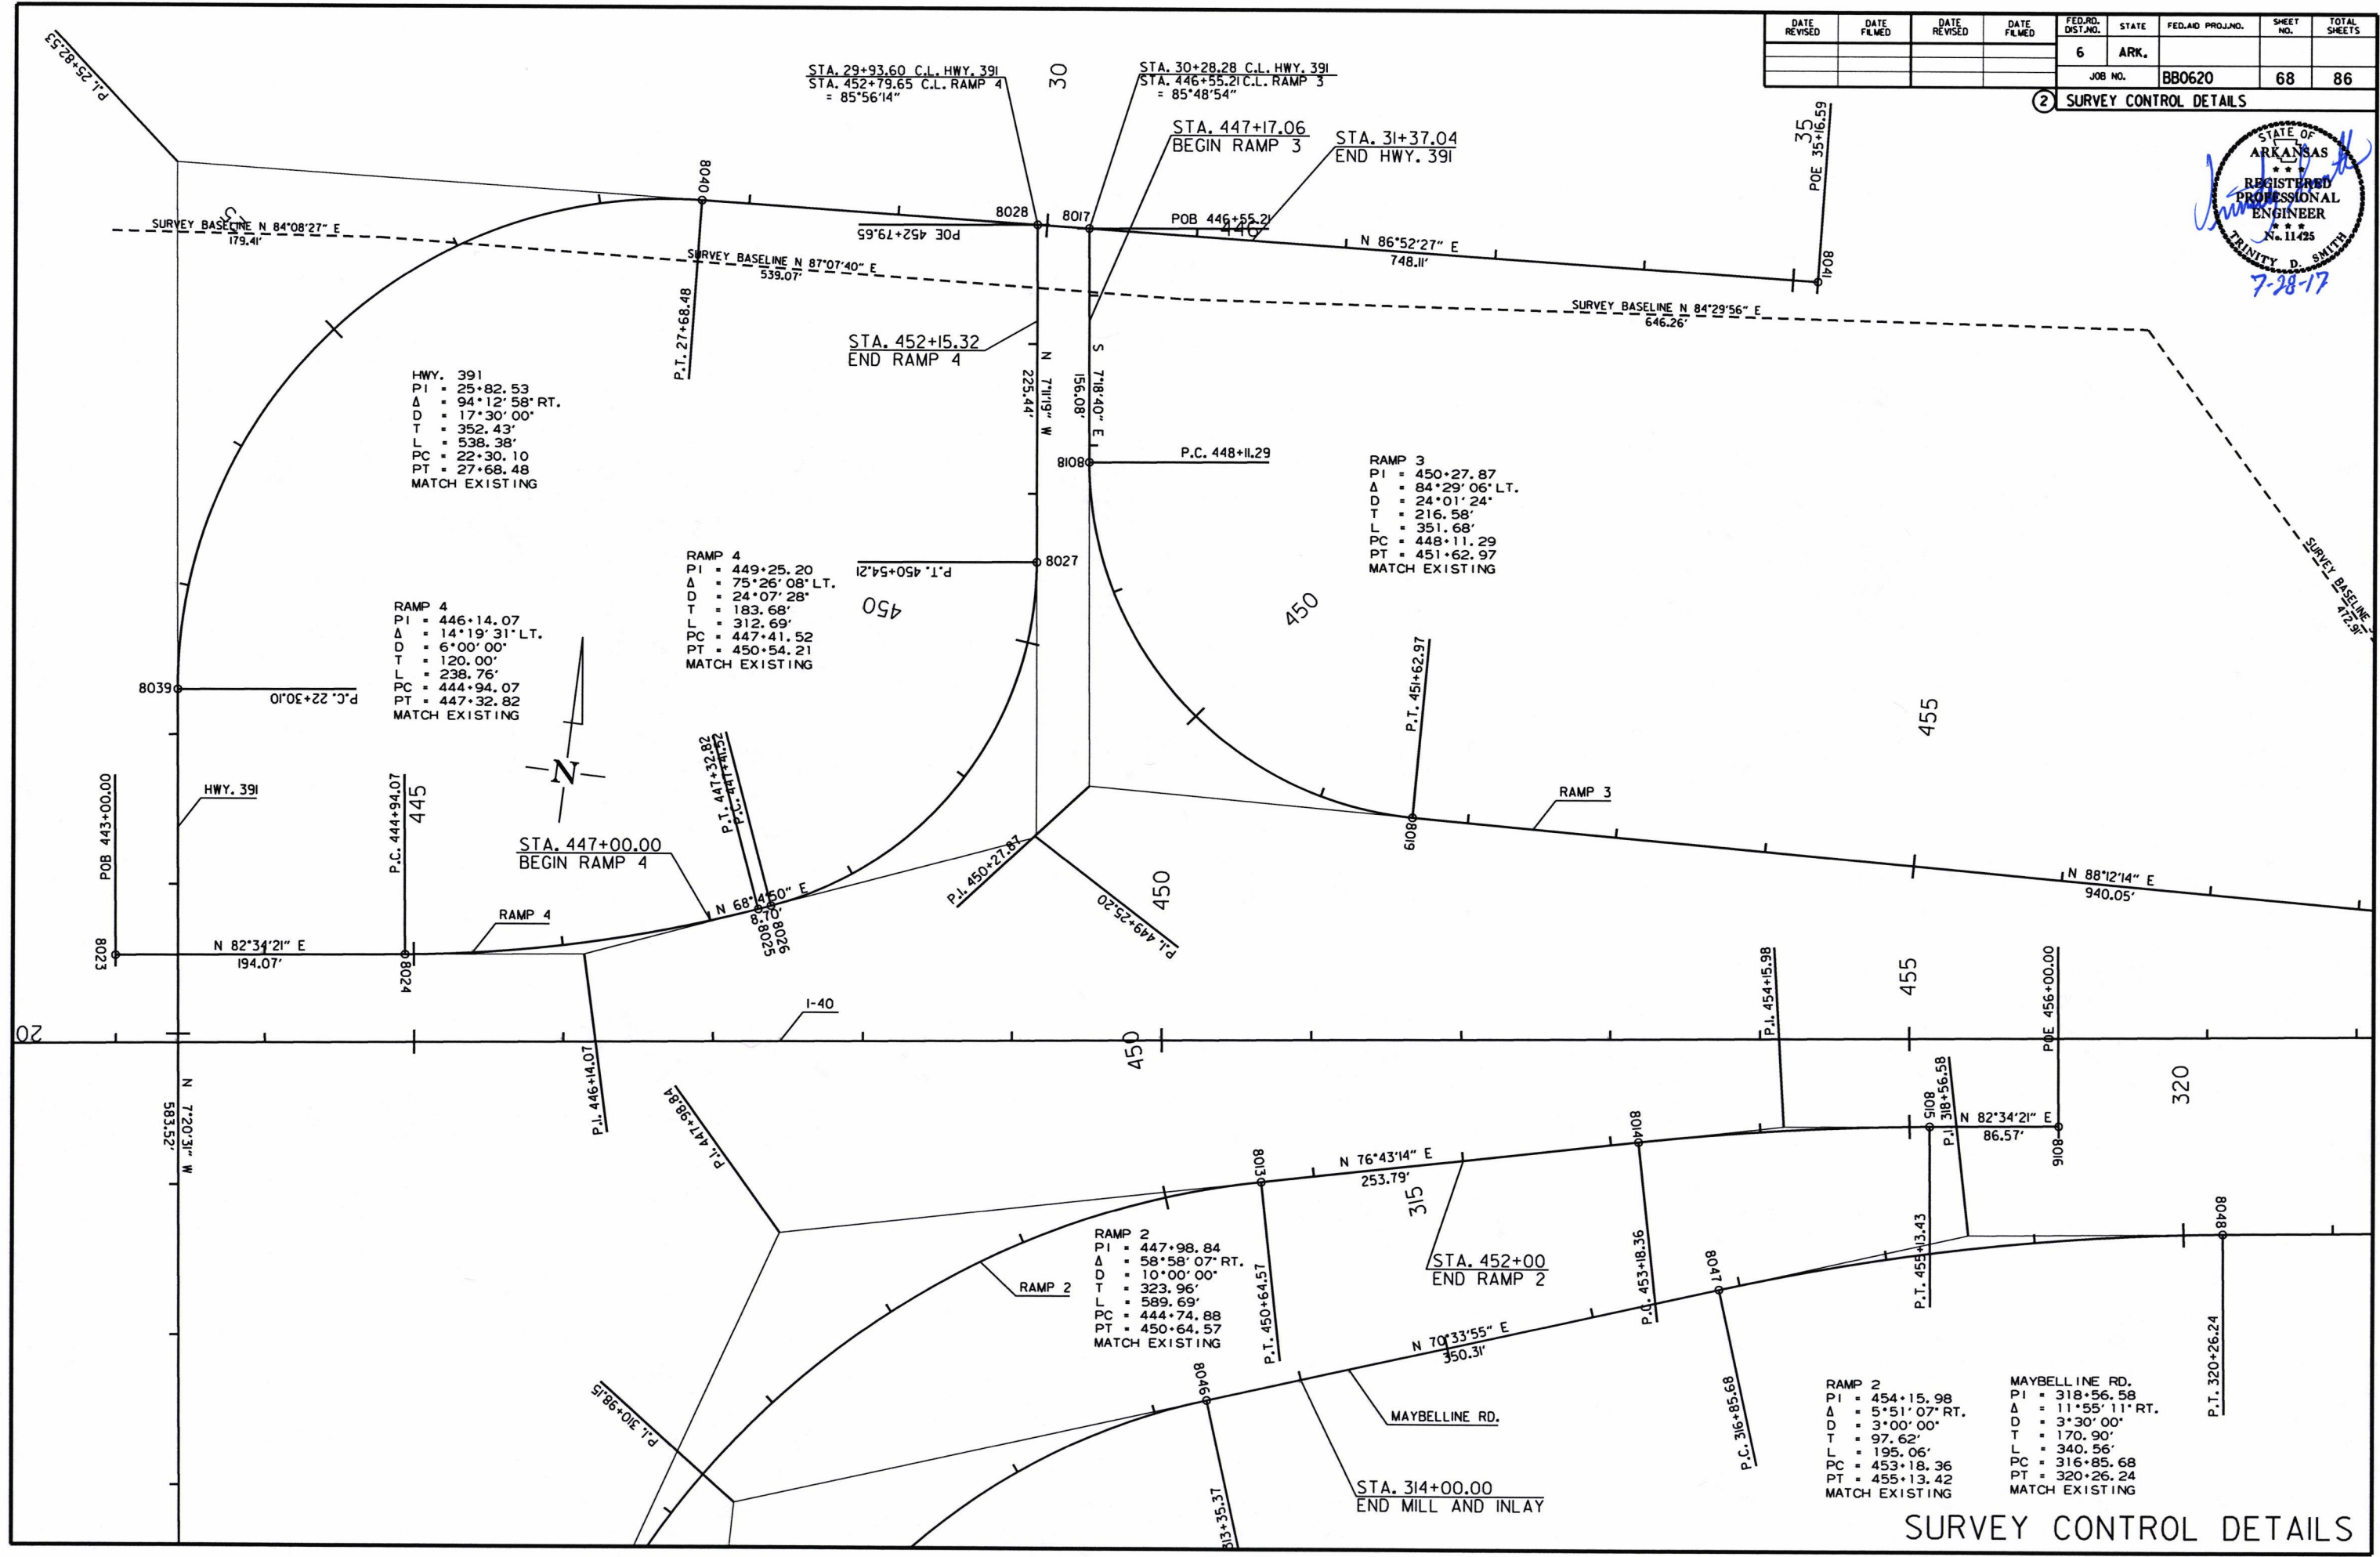 DATE REVISED
DATE FILMED
DATE REVISED
DATE FILMED
FED.RD. DIST.NO.
STATE
FED.AID PROJ.NO.
SHEET NO.
TOTAL SHEETS
6
ARK.
JOB NO.
BB0620
68
86
2
SURVEY CONTROL DETAILS
STATE OF
ARKANSAS
* * *
REGISTERED
PROFESSIONAL
ENGINEER
* * *
No. 11425
TRINITY D. SMITH
7-28-17
P.I. 25+82.53
STA. 29+93.60 C.L. HWY. 391
STA. 452+79.65 C.L. RAMP 4
= 85°56'14"
30
STA. 30+28.28 C.L. HWY. 391
STA. 446+55.21 C.L. RAMP 3
= 85°48'54"
STA. 447+17.06
BEGIN RAMP 3
STA. 31+37.04
END HWY. 391
35
POE 35+16.59
8041
8040
8028
8017
POB 446+55.21
446
POE 452+79.65
N 86°52'27" E
748.11'
SURVEY BASELINE N 84°08'27" E
179.41'
SURVEY BASELINE N 87°07'40" E
539.07'
SURVEY BASELINE N 84°29'56" E
646.26'
SURVEY BASELINE
472.91'
P.T. 27+68.48
STA. 452+15.32
END RAMP 4
N 7°11'19" W
225.44'
S 7°18'40" E
156.08'
8108
P.C. 448+11.29
HWY. 391
PI = 25+82.53
Δ = 94°12'58" RT.
D = 17°30'00"
T = 352.43'
L = 538.38'
PC = 22+30.10
PT = 27+68.48
MATCH EXISTING
RAMP 3
PI = 450+27.87
Δ = 84°29'06" LT.
D = 24°01'24"
T = 216.58'
L = 351.68'
PC = 448+11.29
PT = 451+62.97
MATCH EXISTING
RAMP 4
PI = 449+25.20
Δ = 75°26'08" LT.
D = 24°07'28"
T = 183.68'
L = 312.69'
PC = 447+41.52
PT = 450+54.21
MATCH EXISTING
P.T. 450+54.21
8027
450
450
RAMP 4
PI = 446+14.07
Δ = 14°19'31" LT.
D = 6°00'00"
T = 120.00'
L = 238.76'
PC = 444+94.07
PT = 447+32.82
MATCH EXISTING
8039
P.C. 22+30.10
N
P.T. 451+62.97
8019
455
HWY. 391
POB 443+00.00
8023
P.C. 444+94.07
445
8024
N 82°34'21" E
194.07'
RAMP 4
STA. 447+00.00
BEGIN RAMP 4
P.T. 447+32.82
P.C. 447+41.52
8.70'
8025
8026
P.I. 450+27.87
P.I. 449+25.20
450
RAMP 3
N 88°12'14" E
940.05'
20
I-40
450
455
P.I. 446+14.07
N 7°20'31" W
583.52'
P.I. 447+98.84
P.I. 454+15.98
POE 456+00.00
8013
N 76°43'14" E
253.79'
8014
8015
P.I. 318+56.58
N 82°34'21" E
86.57'
8016
320
315
RAMP 2
RAMP 2
PI = 447+98.84
Δ = 58°58'07" RT.
D = 10°00'00"
T = 323.96'
L = 589.69'
PC = 444+74.88
PT = 450+64.57
MATCH EXISTING
P.T. 450+64.57
STA. 452+00
END RAMP 2
P.C. 453+18.36
8047
P.T. 455+13.43
8048
P.I. 310+98.15
8046
N 70°33'55" E
350.31'
MAYBELLINE RD.
P.C. 316+85.68
P.T. 320+26.24
313+35.37
STA. 314+00.00
END MILL AND INLAY
RAMP 2
PI = 454+15.98
Δ = 5°51'07" RT.
D = 3°00'00"
T = 97.62'
L = 195.06'
PC = 453+18.36
PT = 455+13.42
MATCH EXISTING
MAYBELLINE RD.
PI = 318+56.58
Δ = 11°55'11" RT.
D = 3°30'00"
T = 170.90'
L = 340.56'
PC = 316+85.68
PT = 320+26.24
MATCH EXISTING
SURVEY CONTROL DETAILS